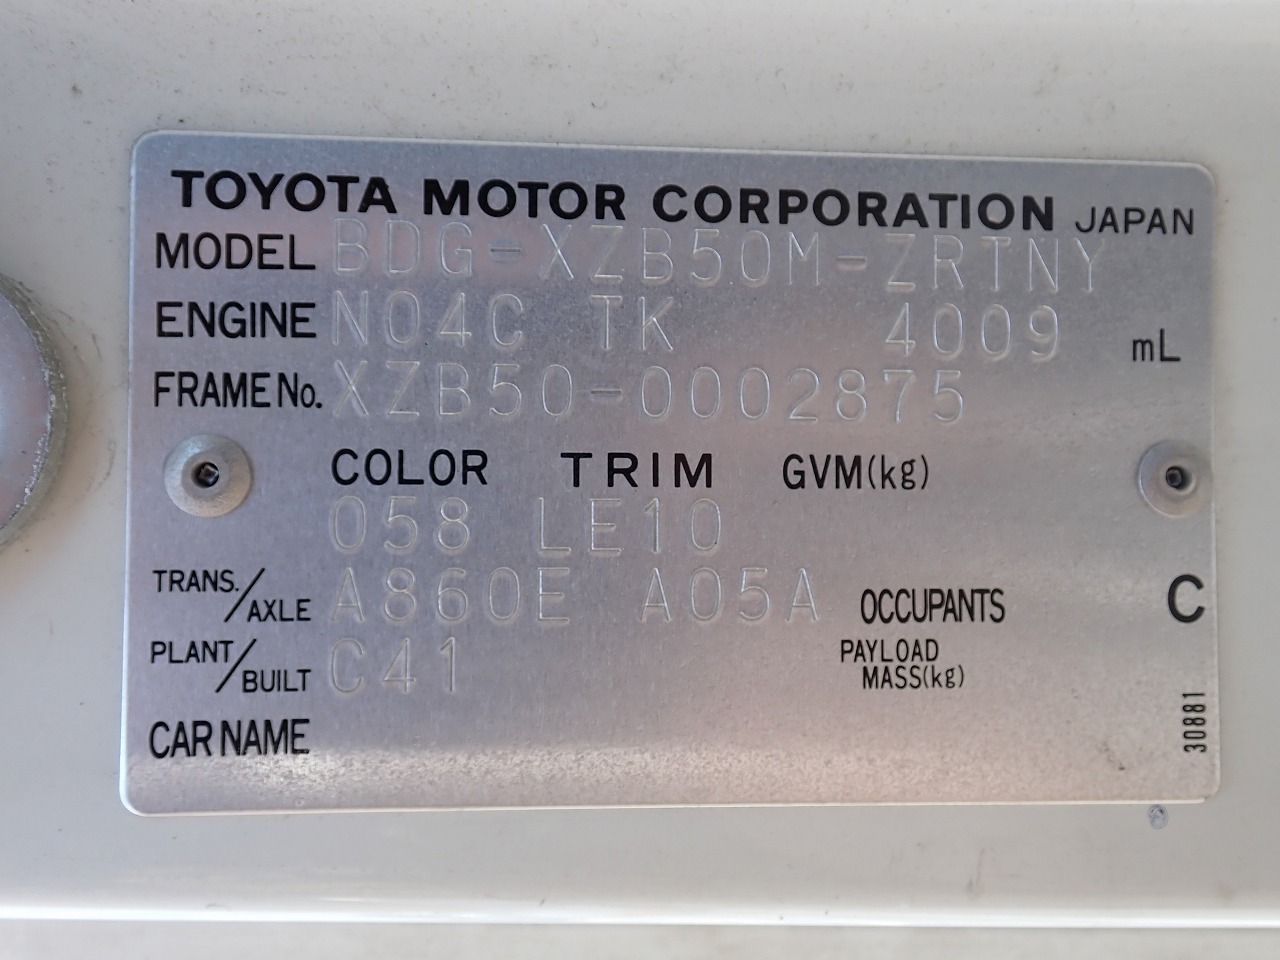 TOYOTA MOTOR CORPORATION JAPAN
MODEL BDG-XZB50M-ZRTNY
ENGINE N04C TK 4009 mL
FRAME No. XZB50-0002875
COLOR TRIM GVM(kg)
058 LE10
TRANS./AXLE A860E A05A OCCUPANTS C
PLANT/BUILT C41 PAYLOAD MASS(kg)
CAR NAME
30881